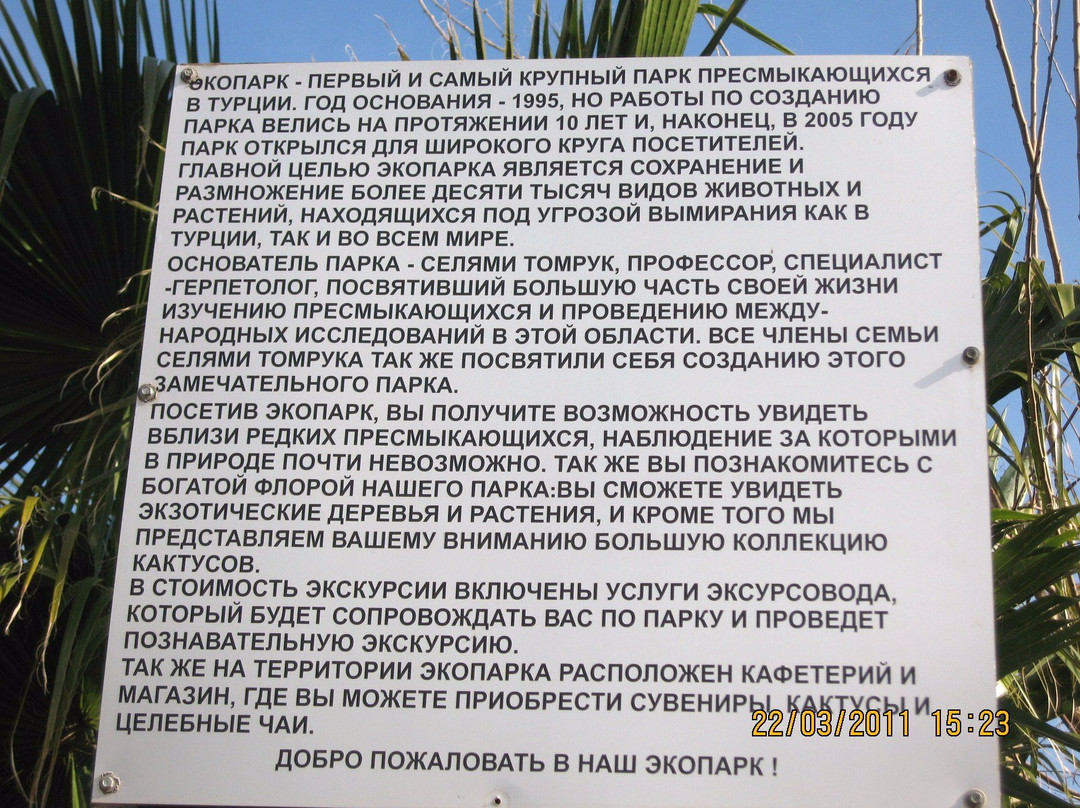 ЭКОПАРК - ПЕРВЫЙ И САМЫЙ КРУПНЫЙ ПАРК ПРЕСМЫКАЮЩИХСЯ
В ТУРЦИИ. ГОД ОСНОВАНИЯ - 1995, НО РАБОТЫ ПО СОЗДАНИЮ
ПАРКА ВЕЛИСЬ НА ПРОТЯЖЕНИИ 10 ЛЕТ И, НАКОНЕЦ, В 2005 ГОДУ
ПАРК ОТКРЫЛСЯ ДЛЯ ШИРОКОГО КРУГА ПОСЕТИТЕЛЕЙ.
ГЛАВНОЙ ЦЕЛЬЮ ЭКОПАРКА ЯВЛЯЕТСЯ СОХРАНЕНИЕ И
РАЗМНОЖЕНИЕ БОЛЕЕ ДЕСЯТИ ТЫСЯЧ ВИДОВ ЖИВОТНЫХ И
РАСТЕНИЙ, НАХОДЯЩИХСЯ ПОД УГРОЗОЙ ВЫМИРАНИЯ КАК В
ТУРЦИИ, ТАК И ВО ВСЕМ МИРЕ.
ОСНОВАТЕЛЬ ПАРКА - СЕЛЯМИ ТОМРУК, ПРОФЕССОР, СПЕЦИАЛИСТ
-ГЕРПЕТОЛОГ, ПОСВЯТИВШИЙ БОЛЬШУЮ ЧАСТЬ СВОЕЙ ЖИЗНИ
ИЗУЧЕНИЮ ПРЕСМЫКАЮЩИХСЯ И ПРОВЕДЕНИЮ МЕЖДУ-
НАРОДНЫХ ИССЛЕДОВАНИЙ В ЭТОЙ ОБЛАСТИ. ВСЕ ЧЛЕНЫ СЕМЬИ
СЕЛЯМИ ТОМРУКА ТАК ЖЕ ПОСВЯТИЛИ СЕБЯ СОЗДАНИЮ ЭТОГО
ЗАМЕЧАТЕЛЬНОГО ПАРКА.
ПОСЕТИВ ЭКОПАРК, ВЫ ПОЛУЧИТЕ ВОЗМОЖНОСТЬ УВИДЕТЬ
ВБЛИЗИ РЕДКИХ ПРЕСМЫКАЮЩИХСЯ, НАБЛЮДЕНИЕ ЗА КОТОРЫМИ
В ПРИРОДЕ ПОЧТИ НЕВОЗМОЖНО. ТАК ЖЕ ВЫ ПОЗНАКОМИТЕСЬ С
БОГАТОЙ ФЛОРОЙ НАШЕГО ПАРКА:ВЫ СМОЖЕТЕ УВИДЕТЬ
ЭКЗОТИЧЕСКИЕ ДЕРЕВЬЯ И РАСТЕНИЯ, И КРОМЕ ТОГО МЫ
ПРЕДСТАВЛЯЕМ ВАШЕМУ ВНИМАНИЮ БОЛЬШУЮ КОЛЛЕКЦИЮ
КАКТУСОВ.
В СТОИМОСТЬ ЭКСКУРСИИ ВКЛЮЧЕНЫ УСЛУГИ ЭКСУРСОВОДА,
КОТОРЫЙ БУДЕТ СОПРОВОЖДАТЬ ВАС ПО ПАРКУ И ПРОВЕДЕТ
ПОЗНАВАТЕЛЬНУЮ ЭКСКУРСИЮ.
ТАК ЖЕ НА ТЕРРИТОРИИ ЭКОПАРКА РАСПОЛОЖЕН КАФЕТЕРИЙ И
МАГАЗИН, ГДЕ ВЫ МОЖЕТЕ ПРИОБРЕСТИ СУВЕНИРЫ, КАКТУСЫ И
ЦЕЛЕБНЫЕ ЧАИ.
ДОБРО ПОЖАЛОВАТЬ В НАШ ЭКОПАРК !
22/03/2011 15:23